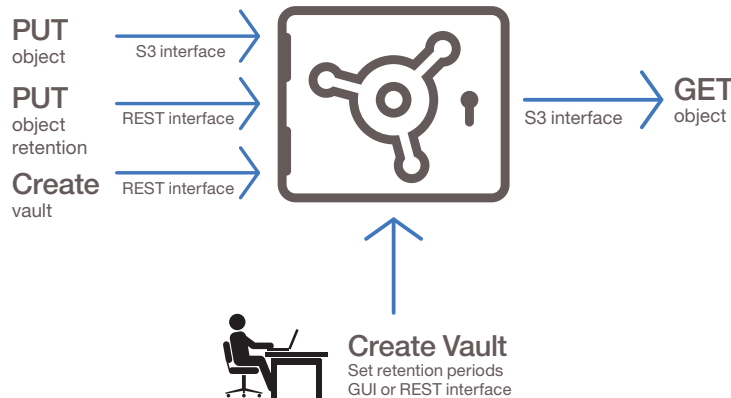 PUT
object
S3 interface
PUT
object
retention
REST interface
Create
vault
REST interface
S3 interface
GET
object
Create Vault
Set retention periods
GUI or REST interface